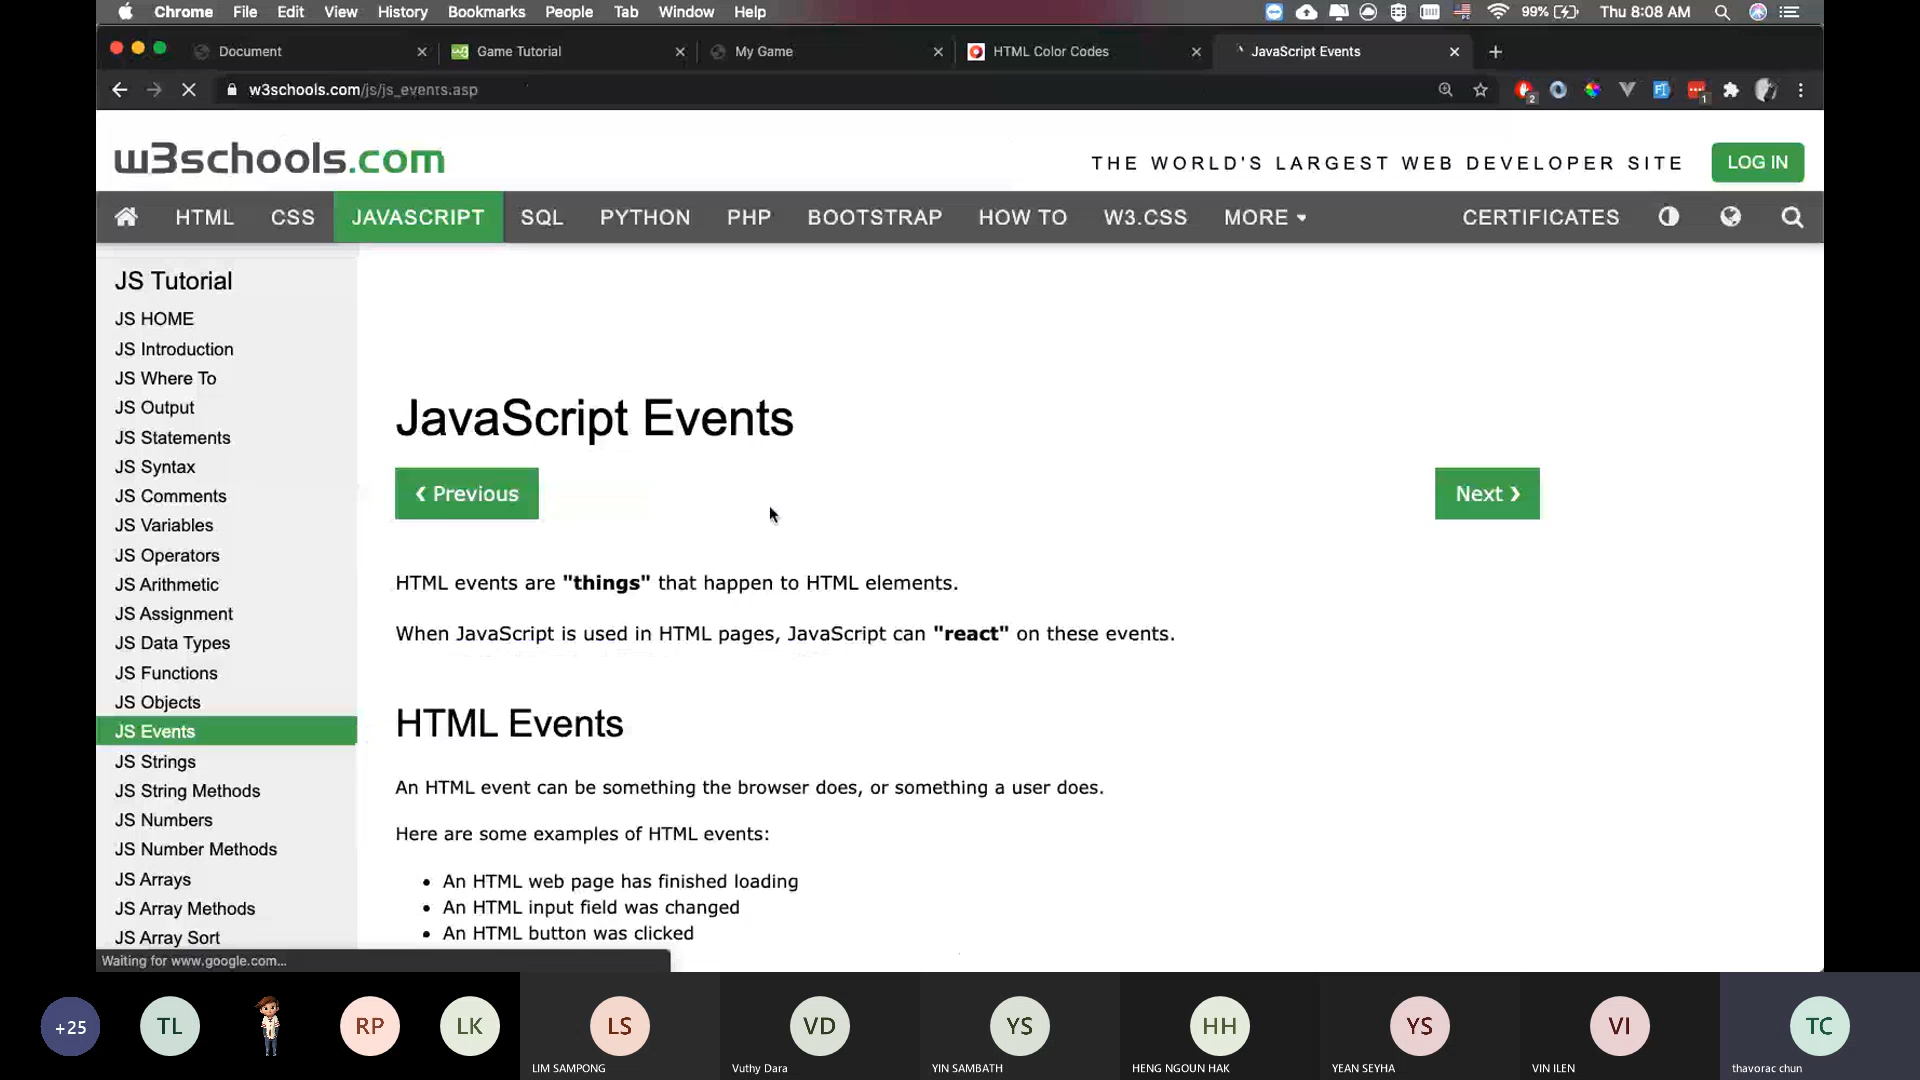 Chrome File Edit View History Bookmarks People Tab Window Help 99% Thu 8:08 AM
Document Game Tutorial My Game HTML Color Codes JavaScript Events
w3schools.com/js/js_events.asp 2 1
w3schools.com THE WORLD'S LARGEST WEB DEVELOPER SITE LOG IN
HTML CSS JAVASCRIPT SQL PYTHON PHP BOOTSTRAP HOW TO W3.CSS MORE CERTIFICATES
JS Tutorial
JS HOME
JS Introduction
JS Where To
JS Output
JS Statements
JS Syntax
JS Comments
JS Variables
JS Operators
JS Arithmetic
JS Assignment
JS Data Types
JS Functions
JS Objects
JS Events
JS Strings
JS String Methods
JS Numbers
JS Number Methods
JS Arrays
JS Array Methods
JS Array Sort
JavaScript Events
❮ Previous
Next ❯
HTML events are "things" that happen to HTML elements.
When JavaScript is used in HTML pages, JavaScript can "react" on these events.
HTML Events
An HTML event can be something the browser does, or something a user does.
Here are some examples of HTML events:
• An HTML web page has finished loading
• An HTML input field was changed
• An HTML button was clicked
Waiting for www.google.com...
+25 TL RP LK LS VD YS HH YS VI TC
LIM SAMPONG Vuthy Dara YIN SAMBATH HENG NGOUN HAK YEAN SEYHA VIN ILEN thavorac chun